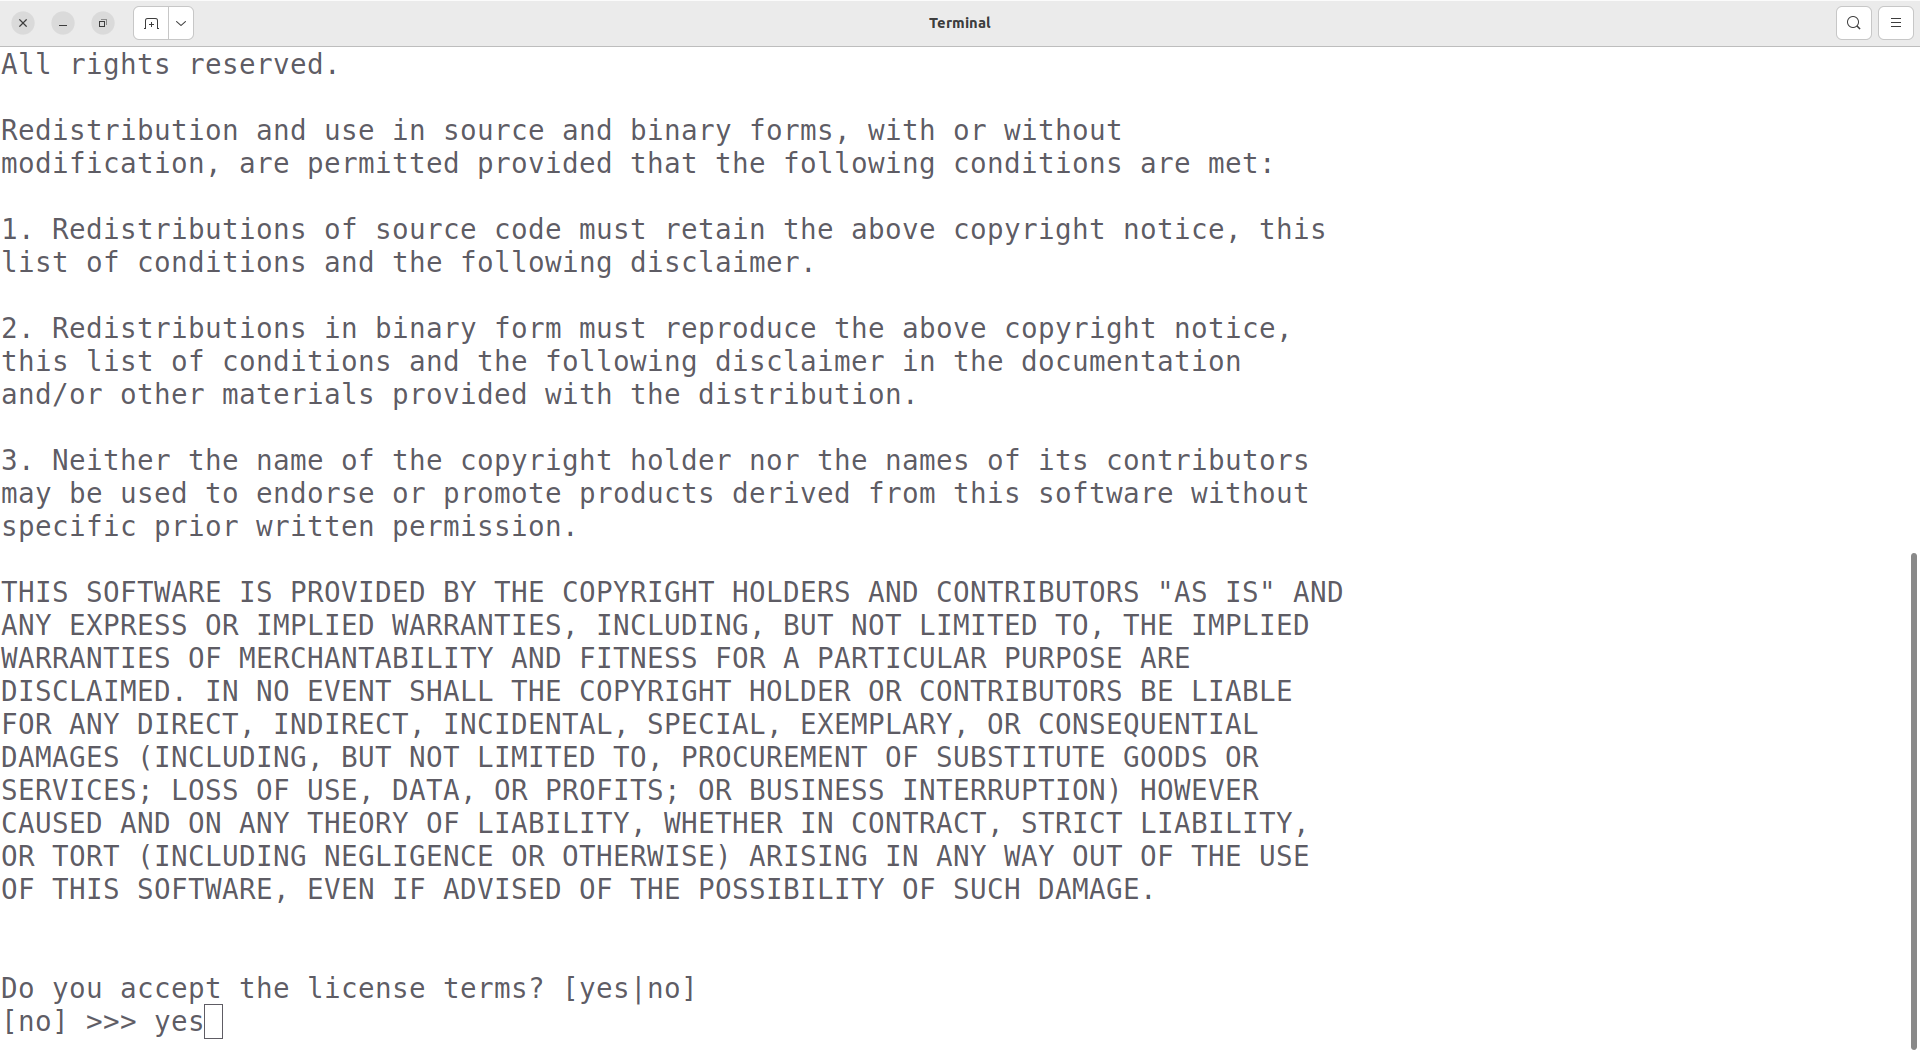 Terminal
All rights reserved.
Redistribution and use in source and binary forms, with or without
modification, are permitted provided that the following conditions are met:
1. Redistributions of source code must retain the above copyright notice, this
list of conditions and the following disclaimer.
2. Redistributions in binary form must reproduce the above copyright notice,
this list of conditions and the following disclaimer in the documentation
and/or other materials provided with the distribution.
3. Neither the name of the copyright holder nor the names of its contributors
may be used to endorse or promote products derived from this software without
specific prior written permission.
THIS SOFTWARE IS PROVIDED BY THE COPYRIGHT HOLDERS AND CONTRIBUTORS "AS IS" AND
ANY EXPRESS OR IMPLIED WARRANTIES, INCLUDING, BUT NOT LIMITED TO, THE IMPLIED
WARRANTIES OF MERCHANTABILITY AND FITNESS FOR A PARTICULAR PURPOSE ARE
DISCLAIMED. IN NO EVENT SHALL THE COPYRIGHT HOLDER OR CONTRIBUTORS BE LIABLE
FOR ANY DIRECT, INDIRECT, INCIDENTAL, SPECIAL, EXEMPLARY, OR CONSEQUENTIAL
DAMAGES (INCLUDING, BUT NOT LIMITED TO, PROCUREMENT OF SUBSTITUTE GOODS OR
SERVICES; LOSS OF USE, DATA, OR PROFITS; OR BUSINESS INTERRUPTION) HOWEVER
CAUSED AND ON ANY THEORY OF LIABILITY, WHETHER IN CONTRACT, STRICT LIABILITY,
OR TORT (INCLUDING NEGLIGENCE OR OTHERWISE) ARISING IN ANY WAY OUT OF THE USE
OF THIS SOFTWARE, EVEN IF ADVISED OF THE POSSIBILITY OF SUCH DAMAGE.
Do you accept the license terms? [yes|no]
[no] >>> yes